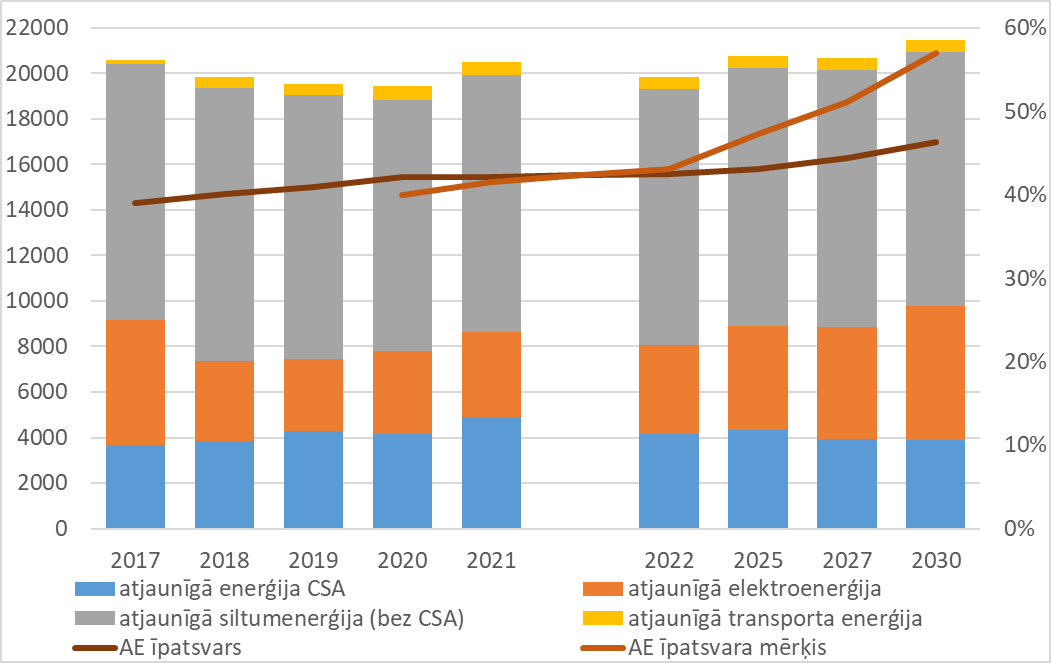 22000
20000
18000
16000
14000
12000
10000
8000
6000
4000
2000
0
60%
50%
40%
30%
20%
10%
0%
2017 2018 2019 2020 2021 2022 2025 2027 2030
atjaunīgā enerģija CSA
atjaunīgā elektroenerģija
atjaunīgā siltumenerģija (bez CSA)
atjaunīgā transporta enerģija
AE īpatsvars
AE īpatsvara mērķis